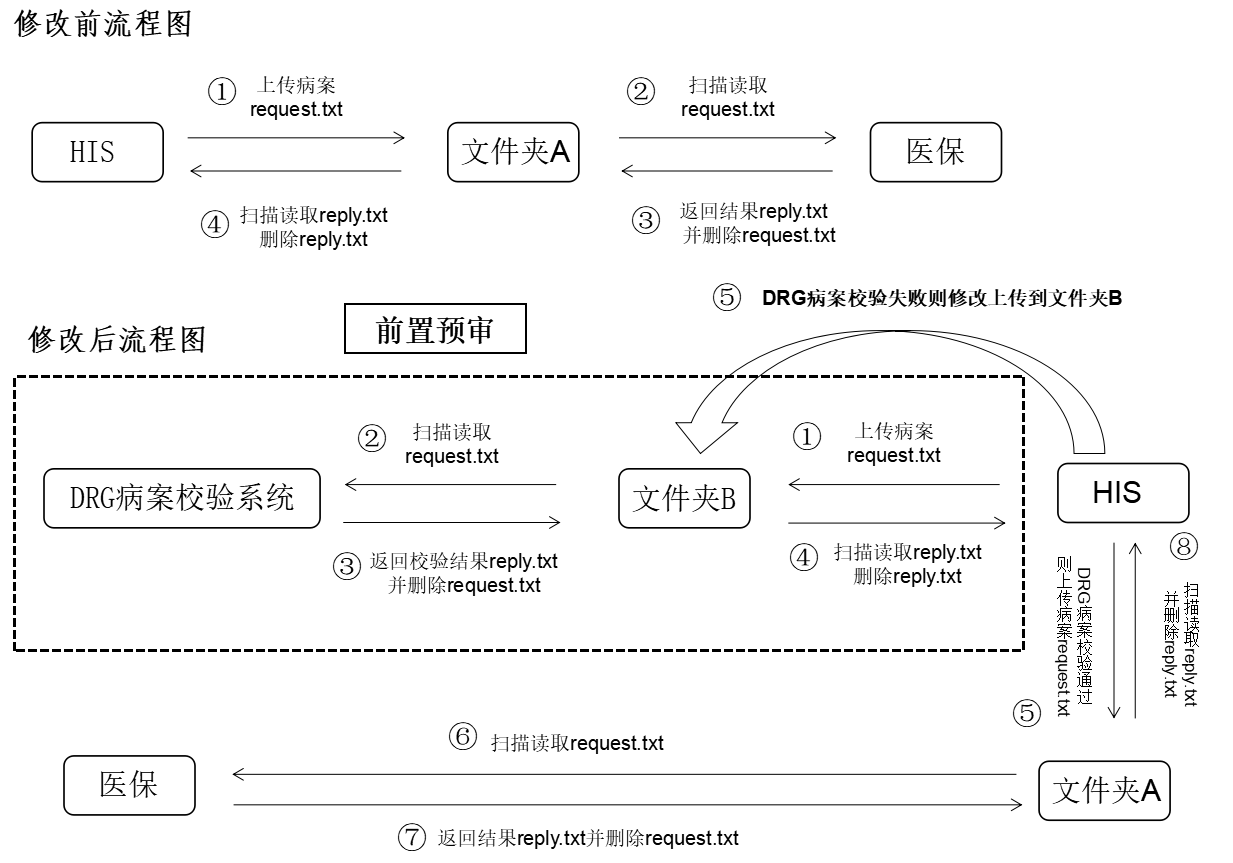 修改前流程图
① 上传病案
request.txt
② 扫描读取
request.txt
HIS
文件夹A
医保
④ 扫描读取reply.txt
删除reply.txt
③ 返回结果reply.txt
并删除request.txt
⑤ DRG病案校验失败则修改上传到文件夹B
前置预审
修改后流程图
② 扫描读取
request.txt
① 上传病案
request.txt
DRG病案校验系统
文件夹B
HIS
③ 返回校验结果reply.txt
并删除request.txt
④ 扫描读取reply.txt
删除reply.txt
⑤
DRG病案校验通过
则上传病案request.txt
⑧
扫描读取reply.txt
并删除reply.txt
⑥ 扫描读取request.txt
医保
文件夹A
⑦ 返回结果reply.txt并删除request.txt